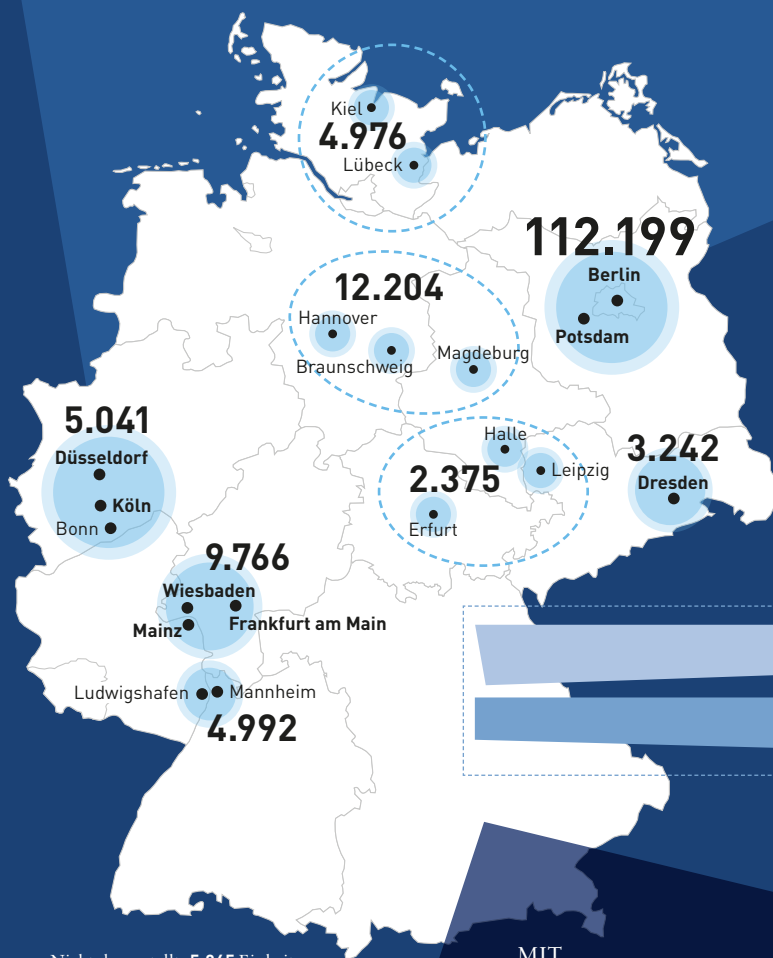 Kiel
4.976
Lübeck
112.199
Berlin
Potsdam
12.204
Hannover
Braunschweig
Magdeburg
5.041
Düsseldorf
Köln
Bonn
Halle
2.375
Leipzig
Erfurt
3.242
Dresden
9.766
Wiesbaden
Mainz
Frankfurt am Main
Ludwigshafen
Mannheim
4.992
MIT